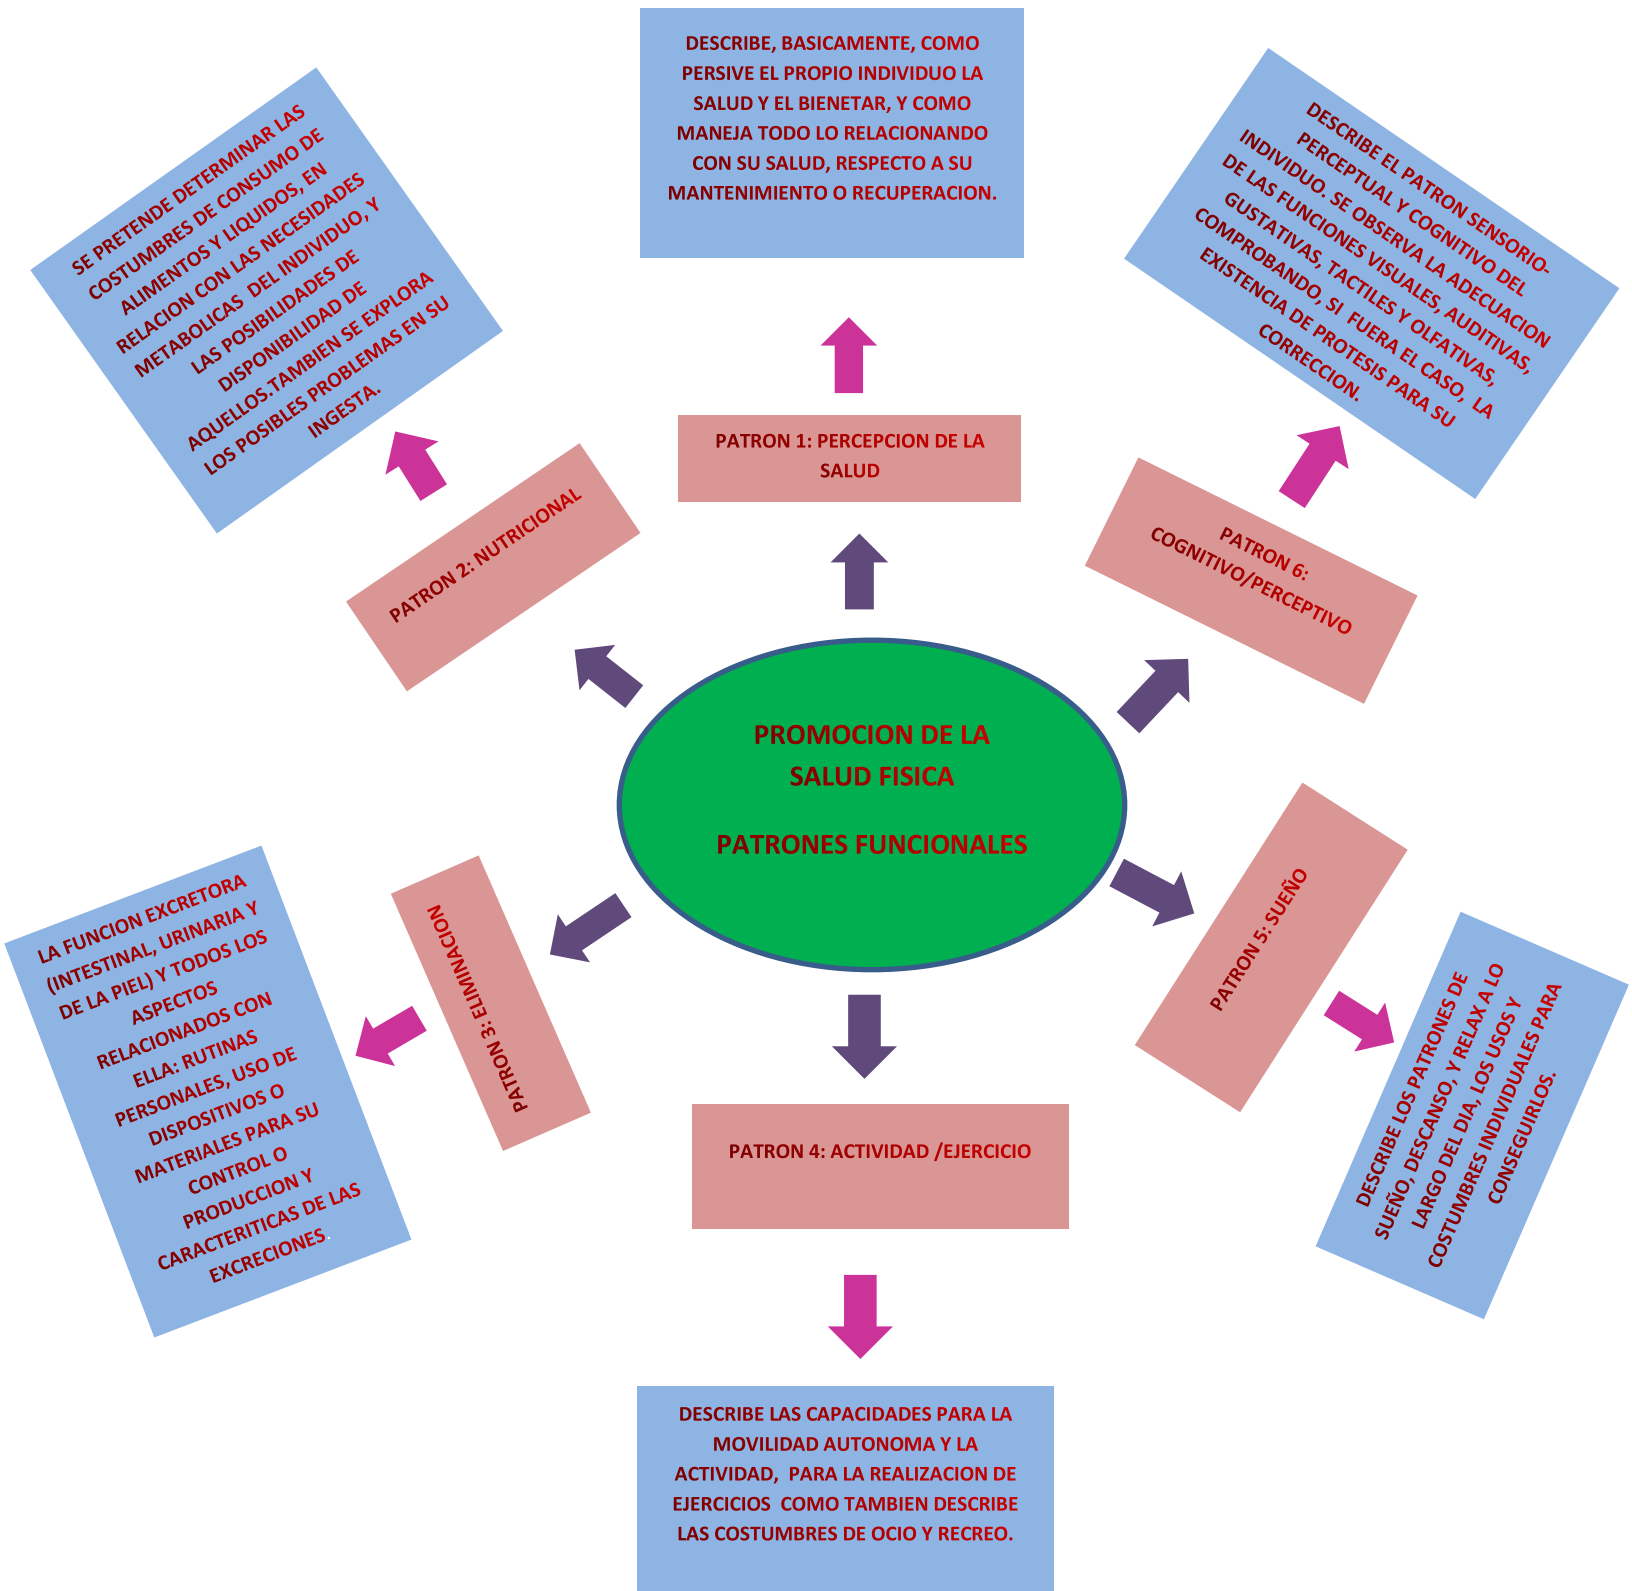 PROMOCION DE LA
SALUD FISICA
PATRONES FUNCIONALES
PATRON 1: PERCEPCION DE LA
SALUD
DESCRIBE, BASICAMENTE, COMO
PERSIVE EL PROPIO INDIVIDUO LA
SALUD Y EL BIENETAR, Y COMO
MANEJA TODO LO RELACIONANDO
CON SU SALUD, RESPECTO A SU
MANTENIMIENTO O RECUPERACION.
PATRON 2: NUTRICIONAL
SE PRETENDE DETERMINAR LAS
COSTUMBRES DE CONSUMO DE
ALIMENTOS Y LIQUIDOS, EN
RELACION CON LAS NECESIDADES
METABOLICAS DEL INDIVIDUO, Y
LAS POSIBILIDADES DE
DISPONIBILIDAD DE
AQUELLOS.TAMBIEN SE EXPLORA
LOS POSIBLES PROBLEMAS EN SU
INGESTA.
PATRON 3: ELIMINACION
LA FUNCION EXCRETORA
(INTESTINAL, URINARIA Y
DE LA PIEL) Y TODOS LOS
ASPECTOS
RELACIONADOS CON
ELLA: RUTINAS
PERSONALES, USO DE
DISPOSITIVOS O
MATERIALES PARA SU
CONTROL O
PRODUCCION Y
CARACTERITICAS DE LAS
EXCRECIONES.
PATRON 4: ACTIVIDAD /EJERCICIO
DESCRIBE LAS CAPACIDADES PARA LA
MOVILIDAD AUTONOMA Y LA
ACTIVIDAD, PARA LA REALIZACION DE
EJERCICIOS COMO TAMBIEN DESCRIBE
LAS COSTUMBRES DE OCIO Y RECREO.
PATRON 5: SUEÑO
DESCRIBE LOS PATRONES DE
SUEÑO, DESCANSO, Y RELAX A LO
LARGO DEL DIA, LOS USOS Y
COSTUMBRES INDIVIDUALES PARA
CONSEGUIRLOS.
PATRON 6:
COGNITIVO/PERCEPTIVO
DESCRIBE EL PATRON SENSORIO-
PERCEPTUAL Y COGNITIVO DEL
INDIVIDUO. SE OBSERVA LA ADECUACION
DE LAS FUNCIONES VISUALES, AUDITIVAS,
GUSTATIVAS, TACTILES Y OLFATIVAS,
COMPROBANDO, SI FUERA EL CASO, LA
EXISTENCIA DE PROTESIS PARA SU
CORRECCION.